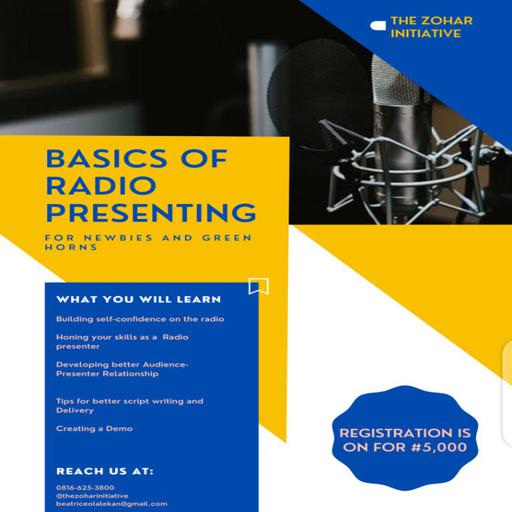 THE ZOHAR
INITIATIVE
BASICS OF
RADIO
PRESENTING
FOR NEWBIES AND GREEN
HORNS
WHAT YOU WILL LEARN
Building self-confidence on the radio
Honing your skills as a Radio
presenter
Developing better Audience-
Presenter Relationship
Tips for better script writing and
Delivery
Creating a Demo
REACH US AT:
0816-623-3800
@thezoharinitiative
beatriceolalekan@gmail.com
REGISTRATION IS
ON FOR #5,000